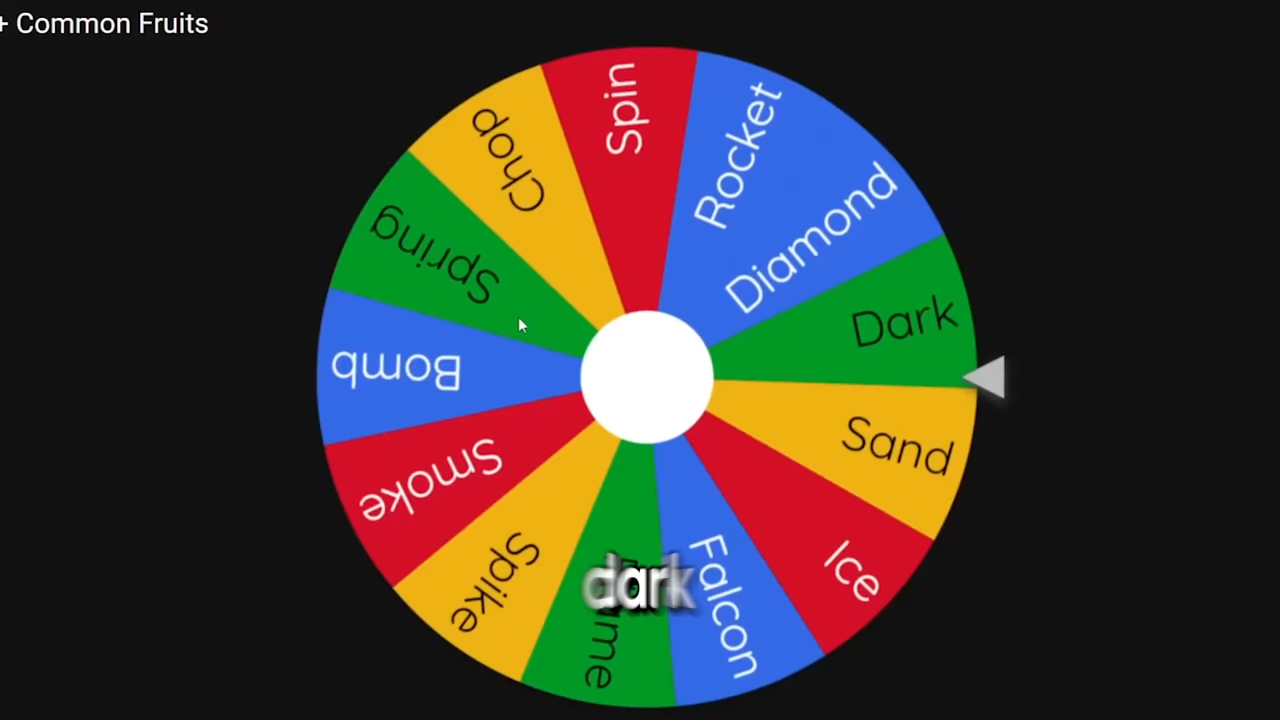 + Common Fruits
Spin
Rocket
Diamond
Dark
Sand
Ice
Falcon
Spike
Smoke
Bomb
Spring
Chop
dark